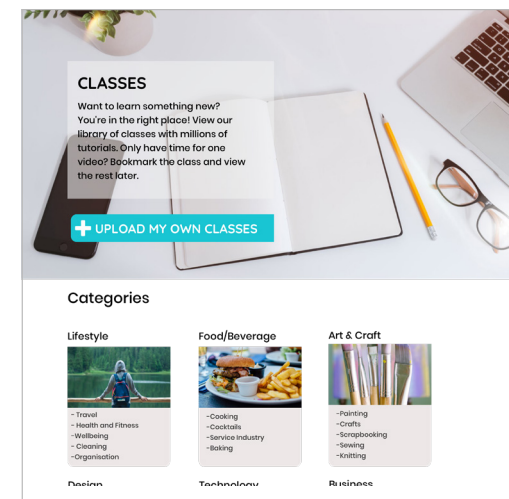 CLASSES
Want to learn something new?
You're in the right place! View our
library of classes with millions of
tutorials. Only have time for one
video? Bookmark the class and view
the rest later.
UPLOAD MY OWN CLASSES
Categories
Lifestyle
- Travel
- Health and Fitness
-Wellbeing
- Cleaning
-Organisation
Food/Beverage
-Cooking
-Cocktails
-Service Industry
-Baking
Art & Craft
-Painting
-Crafts
-Scrapbooking
-Sewing
-Knitting
Design
Technology
Business